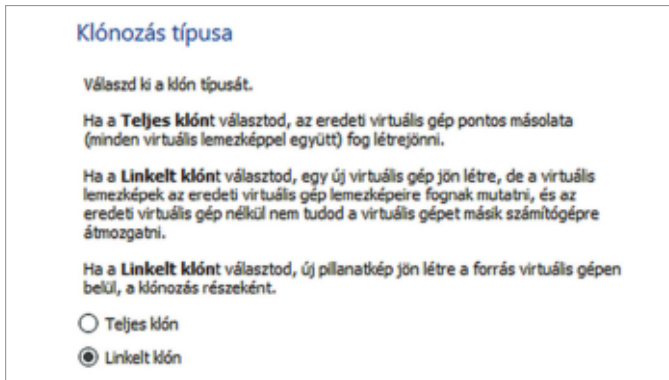 Klónozás típusa
Válaszd ki a klón típusát.
Ha a Teljes klónt választod, az eredeti virtuális gép pontos másolata
(minden virtuális lemezképpel együtt) fog létrejönni.
Ha a Linkelt klónt választod, egy új virtuális gép jön létre, de a virtuális
lemezképek az eredeti virtuális gép lemezképeire fognak mutatni, és az
eredeti virtuális gép nélkül nem tudod a virtuális gépet másik számítógépre
átmozgatni.
Ha a Linkelt klónt választod, új pillanatkép jön létre a forrás virtuális gépen
belül, a klónozás részeként.
Teljes klón
Linkelt klón